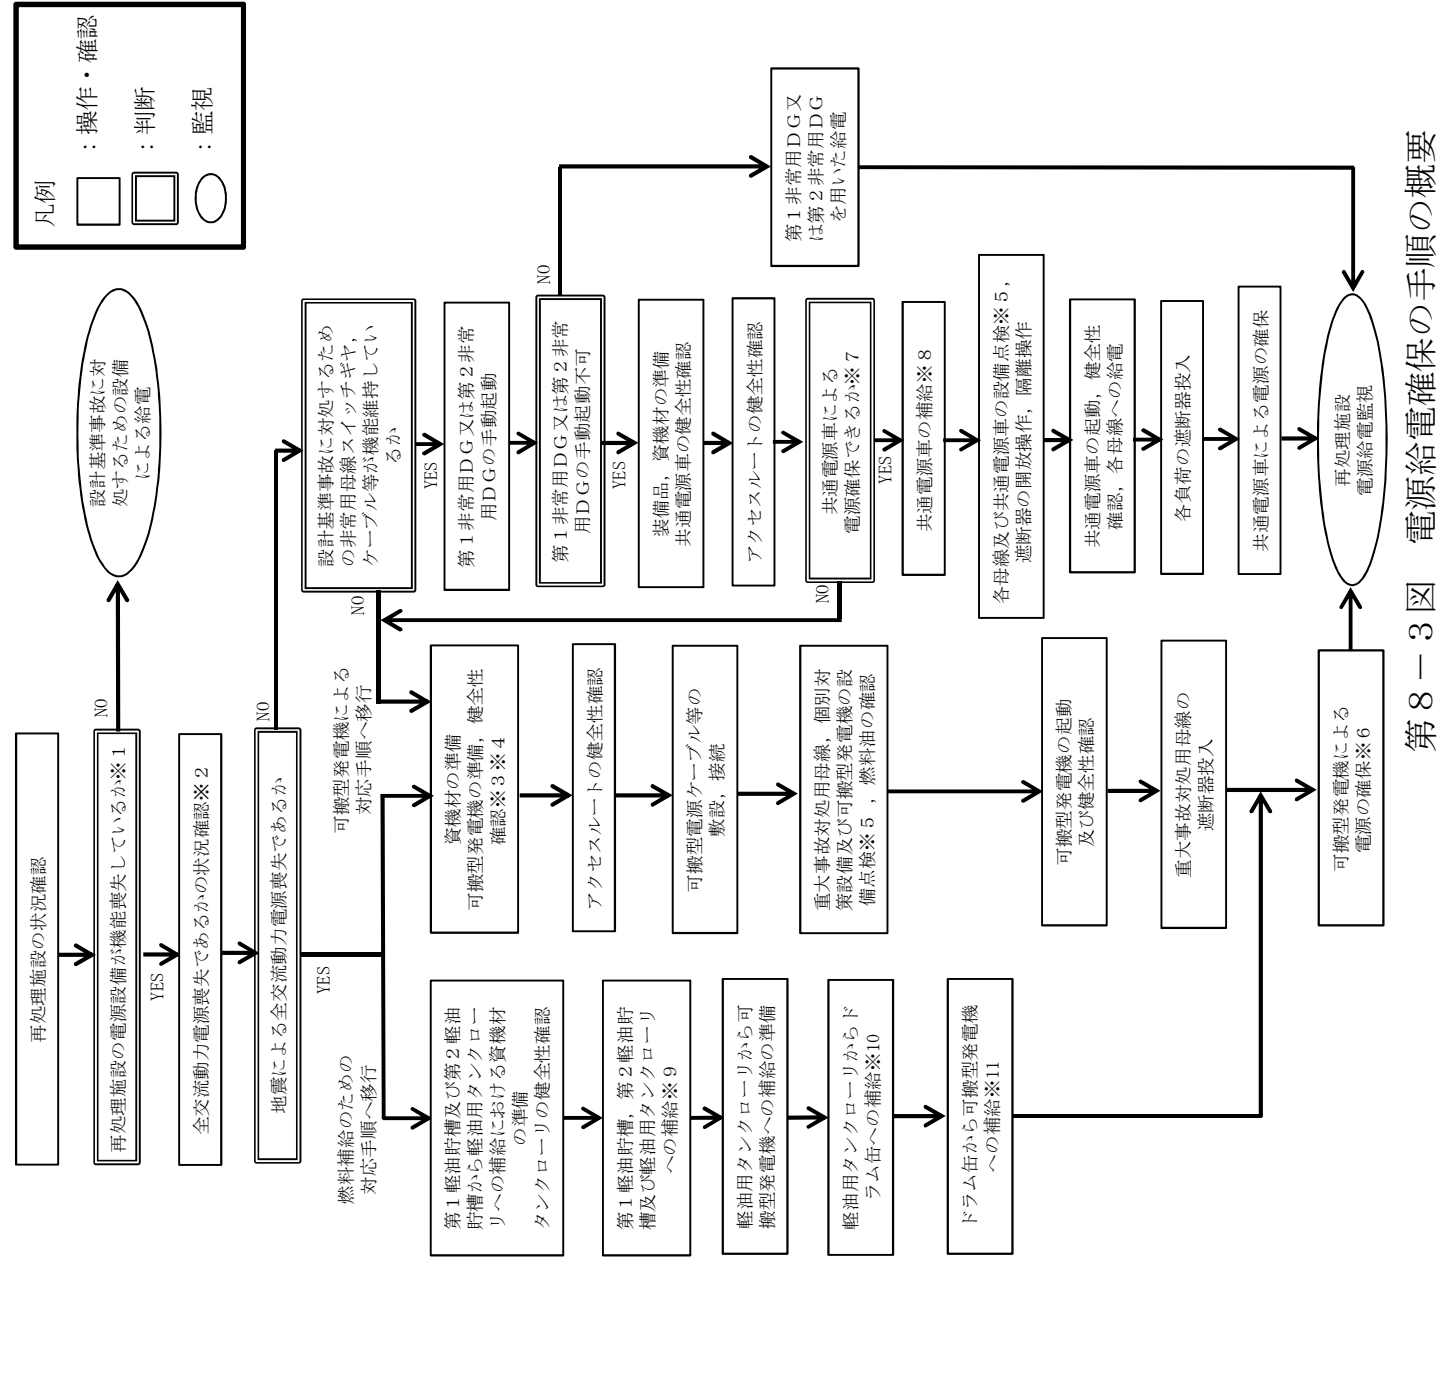 凡例
：操作・確認
：判断
：監視
再処理施設の状況確認
再処理施設の電源設備が機能喪失しているか※１
NO
設計基準事故に対
処するための設備
による給電
YES
全交流動力電源喪失であるかの状況確認※２
地震による全交流動力電源喪失であるか
NO
YES
設計基準事故に対処するため
の非常用母線スイッチギヤ，
ケーブル等が機能維持してい
るか
NO
YES
第１非常用ＤＧ又は第２非常
用ＤＧの手動起動
第１非常用ＤＧ又は第２非常
用ＤＧの手動起動不可
NO
YES
第１非常用ＤＧ又
は第２非常用ＤＧ
を用いた給電
装備品，資機材の準備
共通電源車の健全性確認
アクセスルートの健全性確認
共通電源車による
電源確保できるか※７
NO
YES
共通電源車の補給※８
各母線及び共通電源車の設備点検※５，
遮断器の開放操作，隔離操作
共通電源車の起動，健全性
確認，各母線への給電
各負荷の遮断器投入
共通電源車による電源の確保
再処理施設
電源給電監視
可搬型発電機による
対応手順へ移行
資機材の準備
可搬型発電機の準備，健全性
確認※３※４
アクセスルートの健全性確認
可搬型電源ケーブル等の
敷設，接続
重大事故対処用母線，個別対
策設備及び可搬型発電機の設
備点検※５，燃料油の確認
可搬型発電機の起動
及び健全性確認
重大事故対処用母線の
遮断器投入
可搬型発電機による
電源の確保※６
燃料補給のための
対応手順へ移行
第１軽油貯槽及び第２軽油
貯槽から軽油用タンクロー
リへの補給における資機材
の準備
タンクローリの健全性確認
第１軽油貯槽，第２軽油貯
槽及び軽油用タンクローリ
への補給※９
軽油用タンクローリから可
搬型発電機への補給の準備
軽油用タンクローリからド
ラム缶への補給※10
ドラム缶から可搬型発電機
への補給※11
第８－３図　電源給電確保の手順の概要